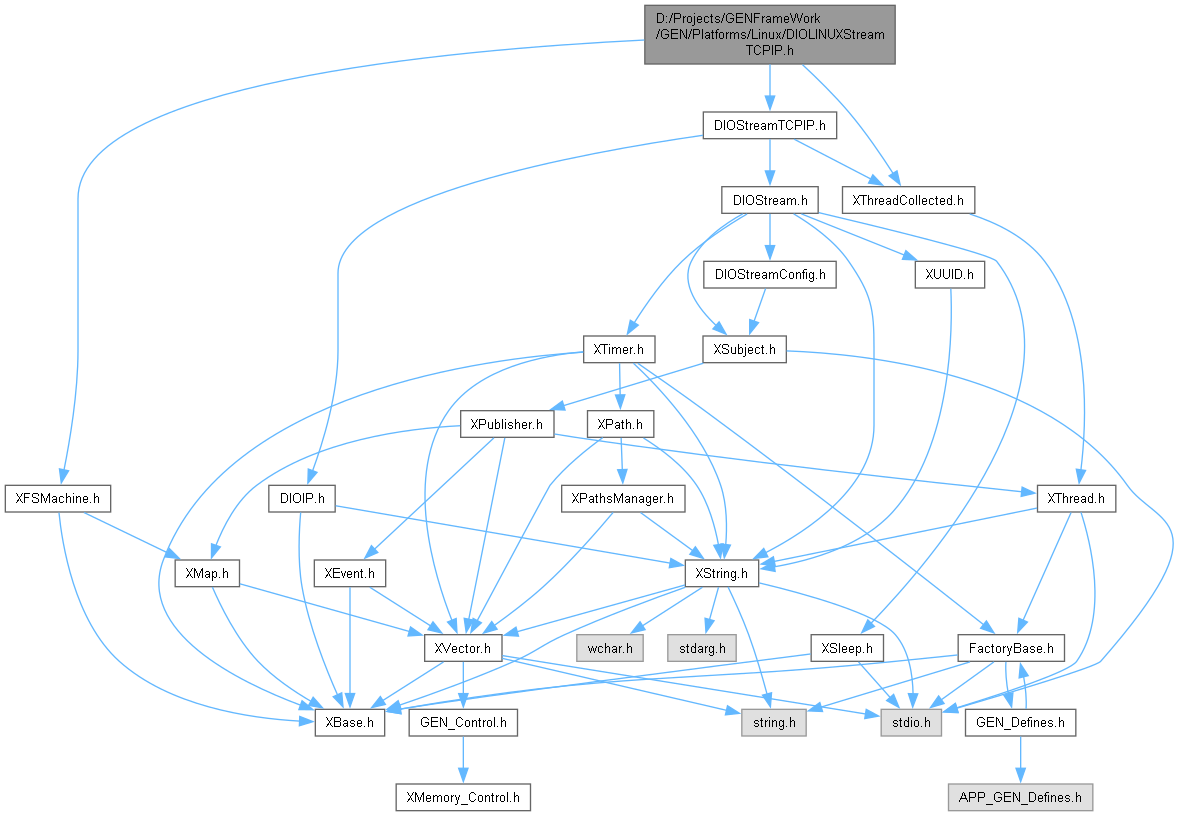 D:/Projects/GENFrameWork
/GEN/Platforms/Linux/DIOLINUXStream
TCPIP.h
DIOStreamTCPIP.h
DIOStream.h
XThreadCollected.h
DIOStreamConfig.h
XUUID.h
XTimer.h
XSubject.h
XPublisher.h
XPath.h
XFSMachine.h
DIOIP.h
XPathsManager.h
XThread.h
XMap.h
XEvent.h
XString.h
XVector.h
wchar.h
stdarg.h
XSleep.h
FactoryBase.h
XBase.h
GEN_Control.h
string.h
stdio.h
GEN_Defines.h
XMemory_Control.h
APP_GEN_Defines.h